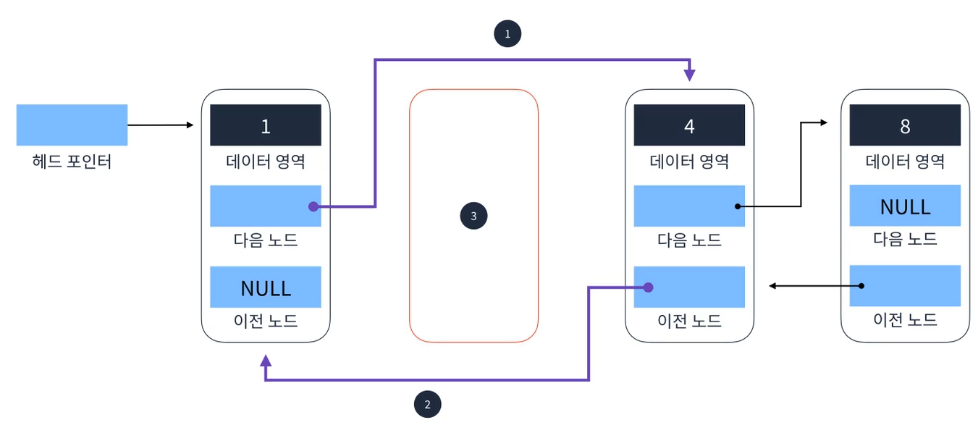 1
1
4
8
헤드 포인터
데이터 영역
데이터 영역
데이터 영역
3
NULL
다음 노드
다음 노드
다음 노드
NULL
이전 노드
이전 노드
이전 노드
2